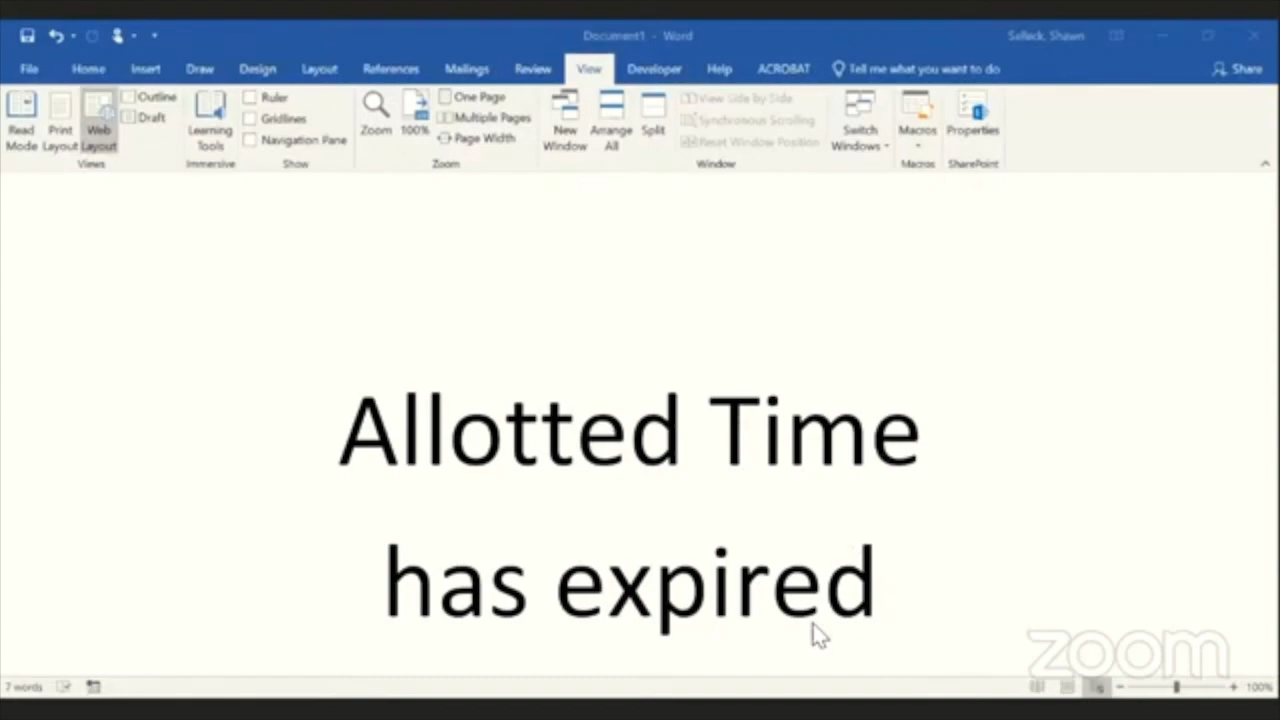 Document1 - Word
Selleck, Shawn
File Home Insert Draw Design Layout References Mailings Review View Developer Help ACROBAT Tell me what you want to do Share
Read Mode
Print Layout
Web Layout
Outline
Draft
Views
Learning Tools
Immersive
Ruler
Gridlines
Navigation Pane
Show
Zoom
100%
One Page
Multiple Pages
Page Width
Zoom
New Window
Arrange All
Split
View Side by Side
Synchronous Scrolling
Reset Window Position
Window
Switch Windows
Macros
Macros
Properties
SharePoint
Allotted Time
has expired
zoom
7 words
100%